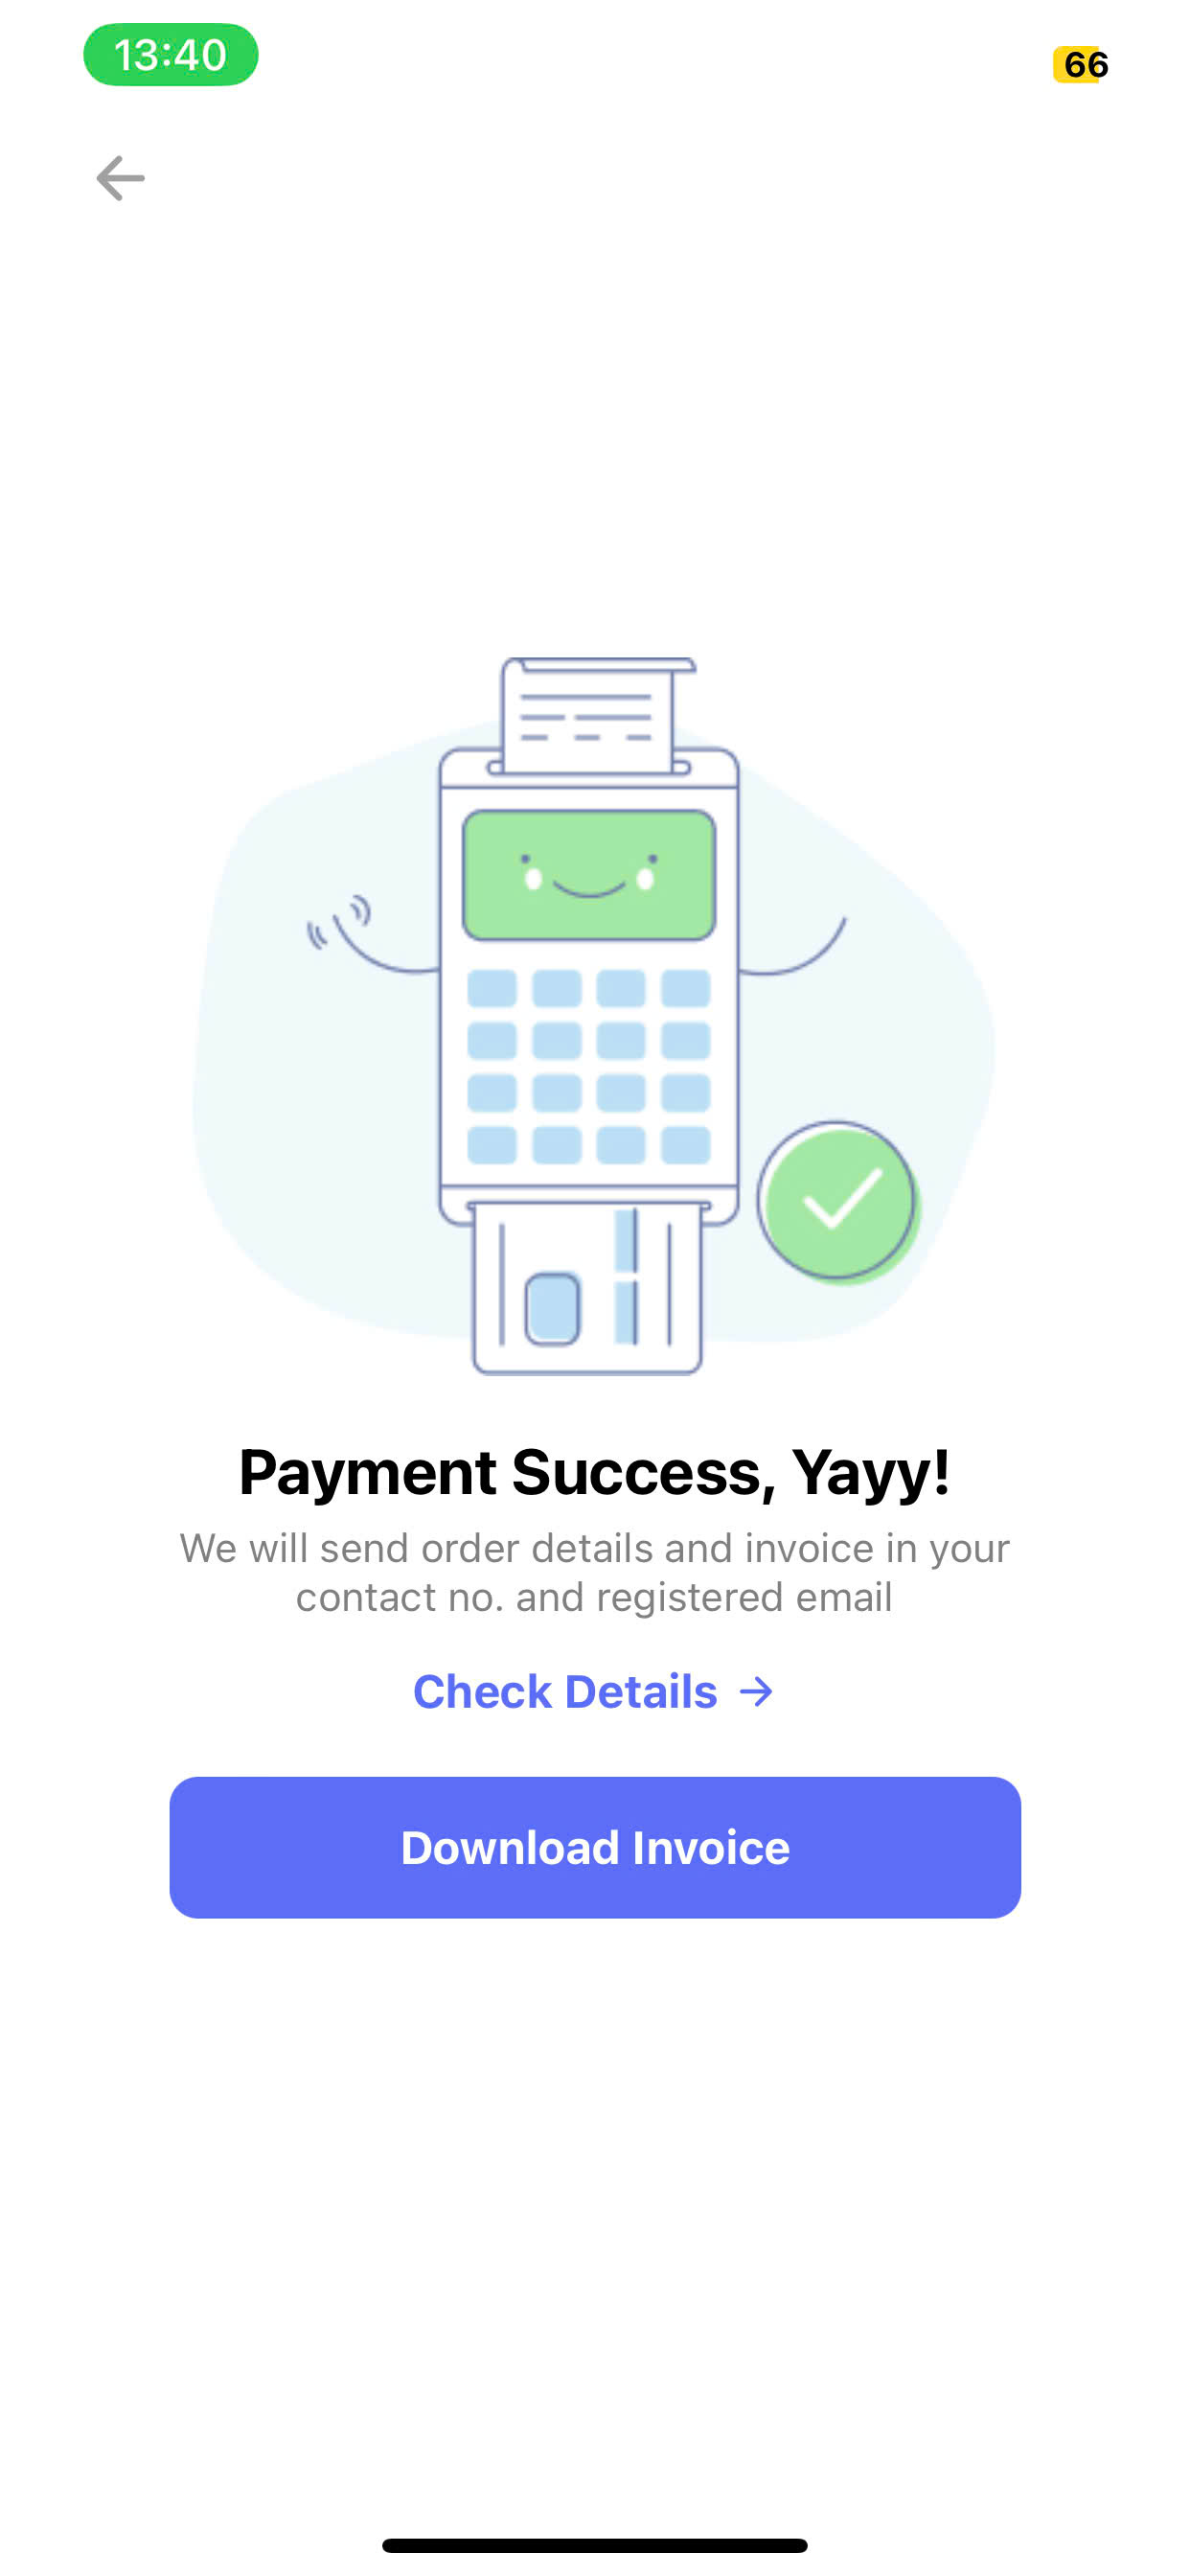 13:40
66
Payment Success, Yayy!
We will send order details and invoice in your
contact no. and registered email
Check Details →
Download Invoice